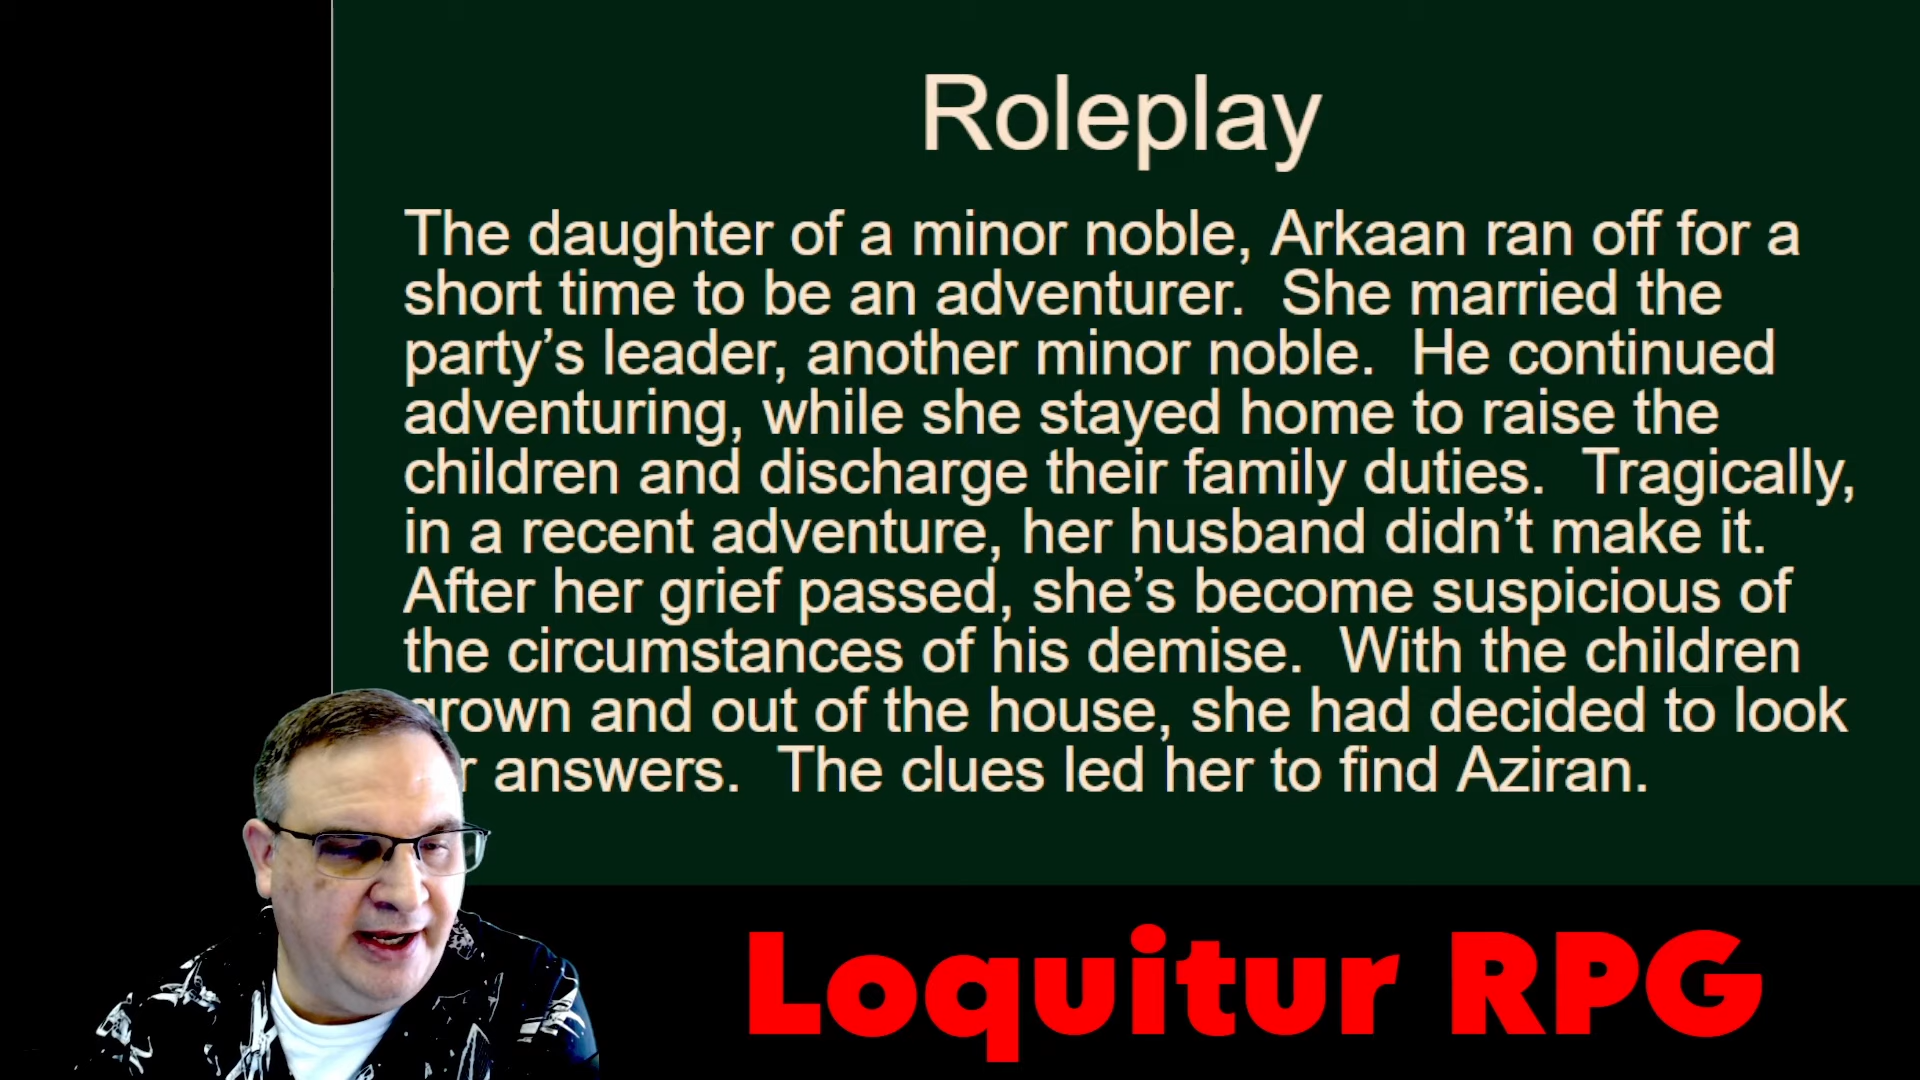 Roleplay
The daughter of a minor noble, Arkaan ran off for a
short time to be an adventurer.  She married the
party’s leader, another minor noble.  He continued
adventuring, while she stayed home to raise the
children and discharge their family duties.  Tragically,
in a recent adventure, her husband didn’t make it.
After her grief passed, she’s become suspicious of
the circumstances of his demise.  With the children
grown and out of the house, she had decided to look
answers.  The clues led her to find Aziran.
Loquitur RPG